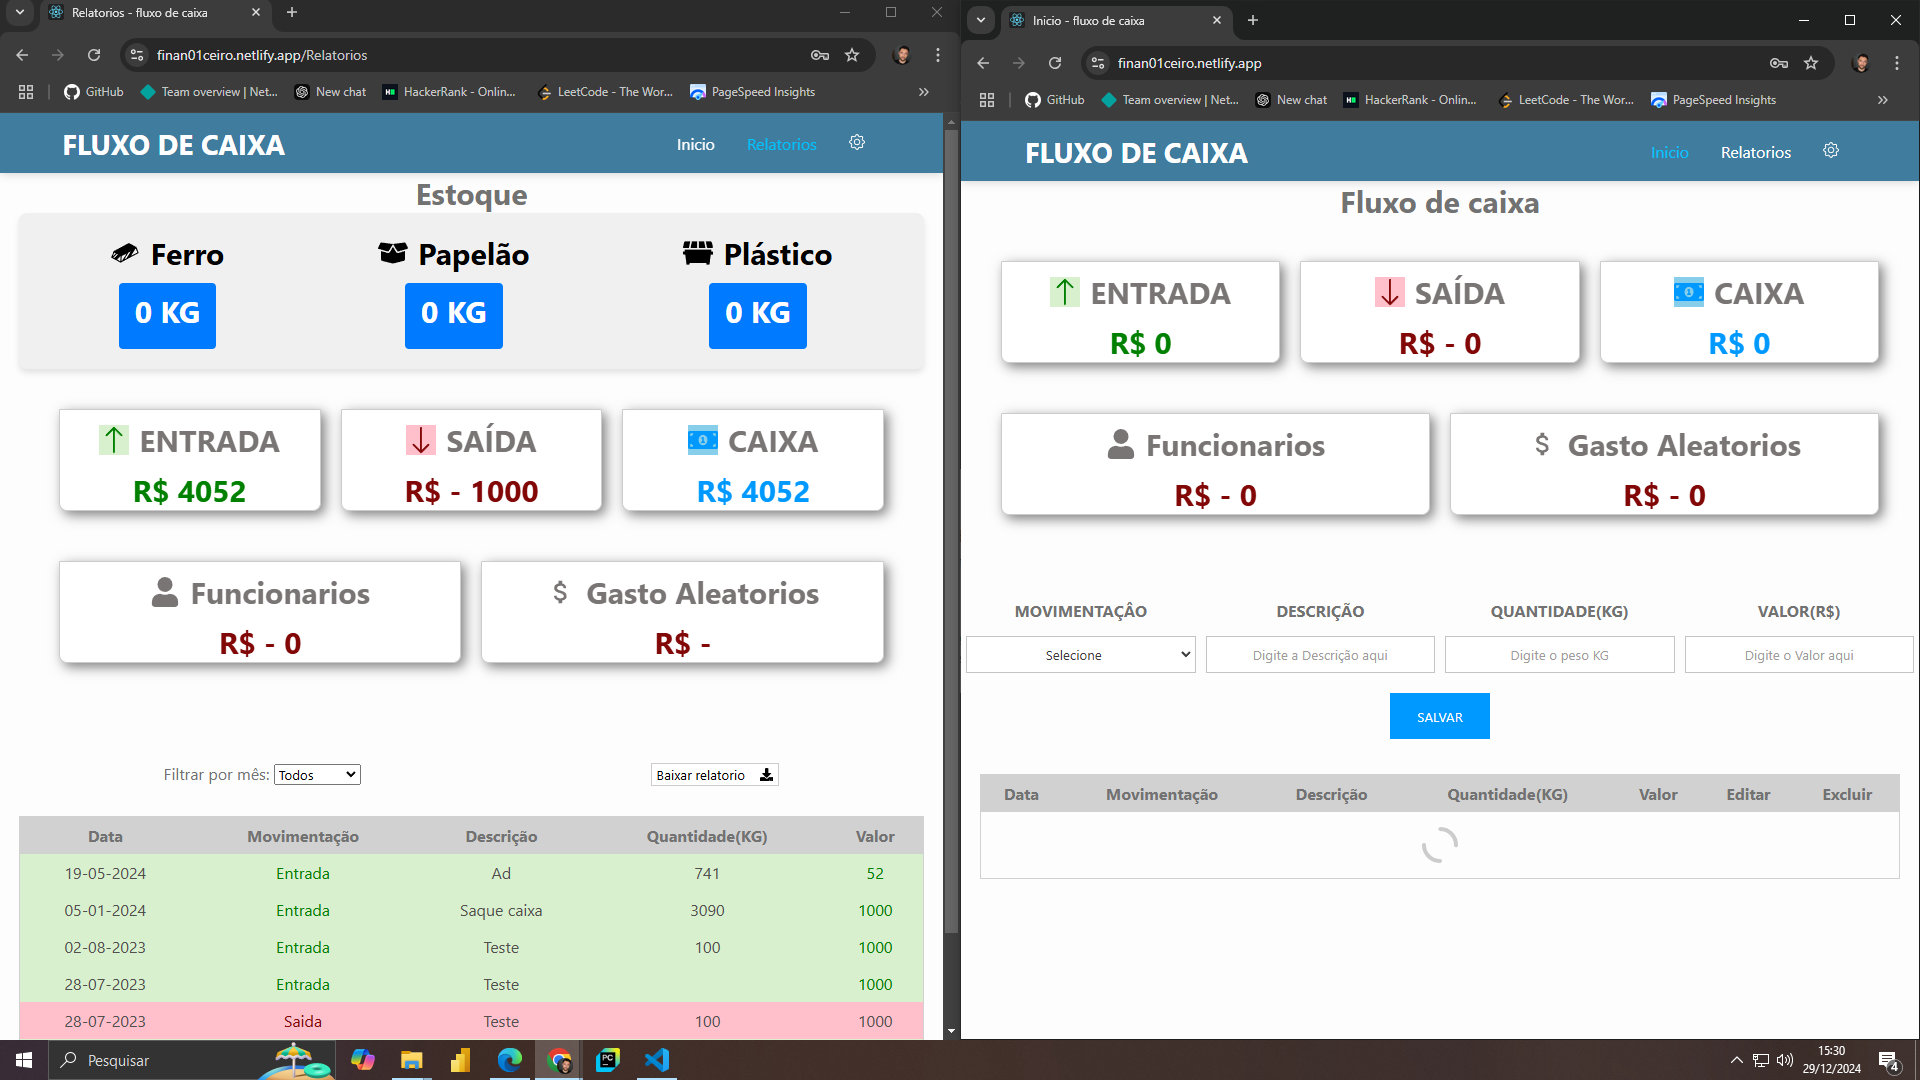 Relatorios - fluxo de caixa
finan01ceiro.netlify.app/Relatorios
GitHub
Team overview | Net...
New chat
HackerRank - Onlin...
LeetCode - The Wor...
PageSpeed Insights
FLUXO DE CAIXA
Inicio
Relatorios
Estoque
Ferro
Papelão
Plástico
0 KG
0 KG
0 KG
ENTRADA
SAÍDA
CAIXA
R$ 4052
R$ - 1000
R$ 4052
Funcionarios
Gasto Aleatorios
R$ - 0
R$ -
Filtrar por mês: Todos
Baixar relatorio
Data Movimentação Descrição Quantidade(KG) Valor
19-05-2024 Entrada Ad 741 52
05-01-2024 Entrada Saque caixa 3090 1000
02-08-2023 Entrada Teste 100 1000
28-07-2023 Entrada Teste 1000
28-07-2023 Saida Teste 100 1000
Inicio - fluxo de caixa
finan01ceiro.netlify.app
GitHub
Team overview | Net...
New chat
HackerRank - Onlin...
LeetCode - The Wor...
PageSpeed Insights
FLUXO DE CAIXA
Inicio
Relatorios
Fluxo de caixa
ENTRADA
SAÍDA
CAIXA
R$ 0
R$ - 0
R$ 0
Funcionarios
Gasto Aleatorios
R$ - 0
R$ - 0
MOVIMENTAÇÂO DESCRIÇÃO QUANTIDADE(KG) VALOR(R$)
Selecione Digite a Descrição aqui Digite o peso KG Digite o Valor aqui
SALVAR
Data Movimentação Descrição Quantidade(KG) Valor Editar Excluir
Pesquisar
PC
15:30
29/12/2024
4